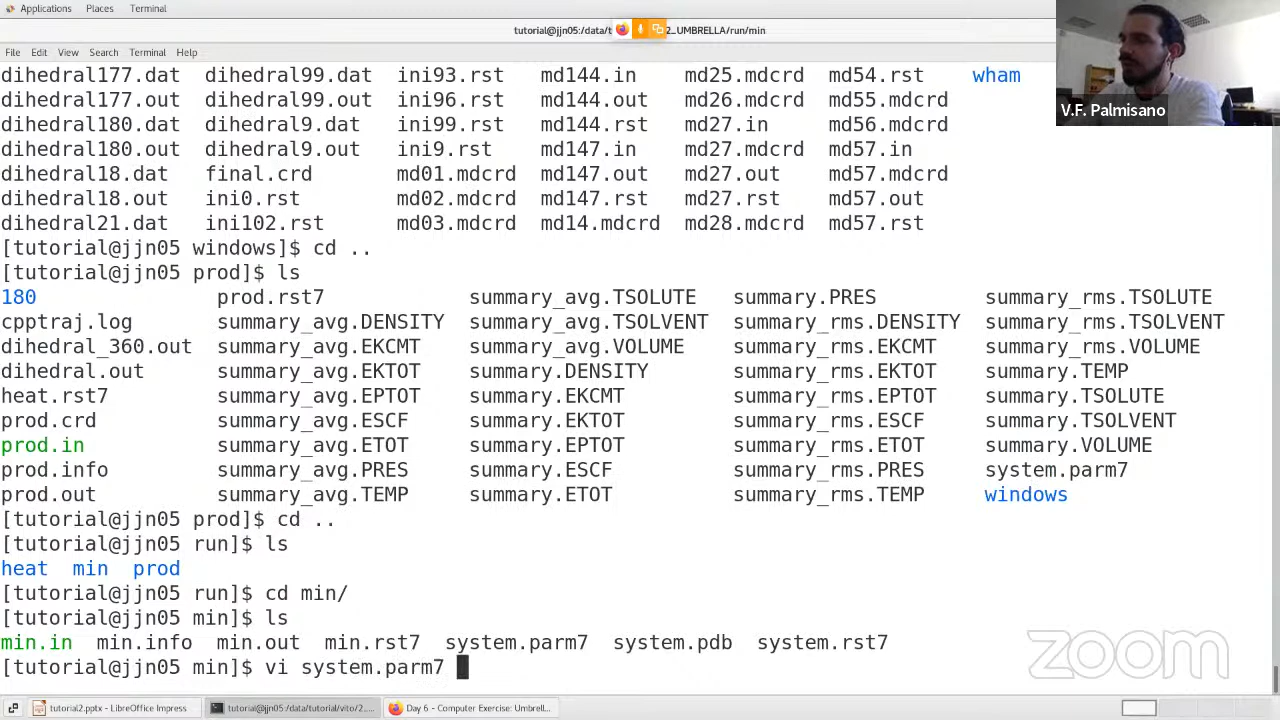 Applications Places Terminal
tutorial@jjn05:/data/t 2_UMBRELLA/run/min
File Edit View Search Terminal Help
V.F. Palmisano
dihedral177.dat dihedral99.dat ini93.rst md144.in md25.mdcrd md54.rst wham
dihedral177.out dihedral99.out ini96.rst md144.out md26.mdcrd md55.mdcrd
dihedral180.dat dihedral9.dat ini99.rst md144.rst md27.in md56.mdcrd
dihedral180.out dihedral9.out ini9.rst md147.in md27.mdcrd md57.in
dihedral18.dat final.crd md01.mdcrd md147.out md27.out md57.mdcrd
dihedral18.out ini0.rst md02.mdcrd md147.rst md27.rst md57.out
dihedral21.dat ini102.rst md03.mdcrd md14.mdcrd md28.mdcrd md57.rst
[tutorial@jjn05 windows]$ cd ..
[tutorial@jjn05 prod]$ ls
180 prod.rst7 summary_avg.TSOLUTE summary.PRES summary_rms.TSOLUTE
cpptraj.log summary_avg.DENSITY summary_avg.TSOLVENT summary_rms.DENSITY summary_rms.TSOLVENT
dihedral_360.out summary_avg.EKCMT summary_avg.VOLUME summary_rms.EKCMT summary_rms.VOLUME
dihedral.out summary_avg.EKTOT summary.DENSITY summary_rms.EKTOT summary.TEMP
heat.rst7 summary_avg.EPTOT summary.EKCMT summary_rms.EPTOT summary.TSOLUTE
prod.crd summary_avg.ESCF summary.EKTOT summary_rms.ESCF summary.TSOLVENT
prod.in summary_avg.ETOT summary.EPTOT summary_rms.ETOT summary.VOLUME
prod.info summary_avg.PRES summary.ESCF summary_rms.PRES system.parm7
prod.out summary_avg.TEMP summary.ETOT summary_rms.TEMP windows
[tutorial@jjn05 prod]$ cd ..
[tutorial@jjn05 run]$ ls
heat min prod
[tutorial@jjn05 run]$ cd min/
[tutorial@jjn05 min]$ ls
min.in min.info min.out min.rst7 system.parm7 system.pdb system.rst7
[tutorial@jjn05 min]$ vi system.parm7
zoom
tutorial2.pptx - LibreOffice Impress tutorial@jjn05:/data/tutorial/vito/2... Day 6 - Computer Exercise: Umbrell...